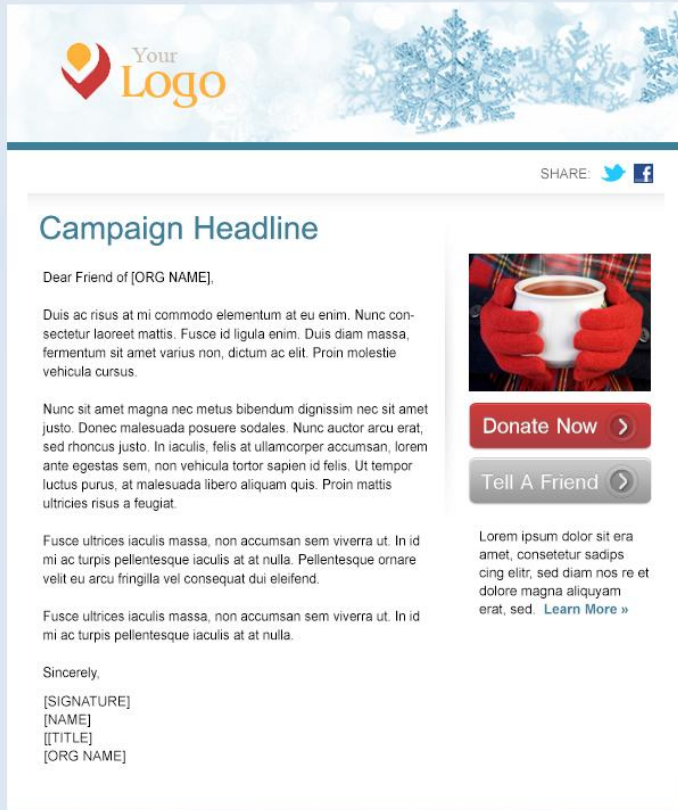 Your
Logo
SHARE:
Campaign Headline
Dear Friend of [ORG NAME],
Duis ac risus at mi commodo elementum at eu enim. Nunc con-
sectetur laoreet mattis. Fusce id ligula enim. Duis diam massa,
fermentum sit amet varius non, dictum ac elit. Proin molestie
vehicula cursus.
Nunc sit amet magna nec metus bibendum dignissim nec sit amet
justo. Donec malesuada posuere sodales. Nunc auctor arcu erat,
sed rhoncus justo. In iaculis, felis at ullamcorper accumsan, lorem
ante egestas sem, non vehicula tortor sapien id felis. Ut tempor
luctus purus, at malesuada libero aliquam quis. Proin mattis
ultricies risus a feugiat.
Fusce ultrices iaculis massa, non accumsan sem viverra ut. In id
mi ac turpis pellentesque iaculis at at nulla. Pellentesque ornare
velit eu arcu fringilla vel consequat dui eleifend.
Fusce ultrices iaculis massa, non accumsan sem viverra ut. In id
mi ac turpis pellentesque iaculis at at nulla.
Sincerely,
[SIGNATURE]
[NAME]
[[TITLE]
[ORG NAME]
Donate Now
Tell A Friend
Lorem ipsum dolor sit era
amet, consetetur sadips
cing elitr, sed diam nos re et
dolore magna aliquyam
erat, sed. Learn More »